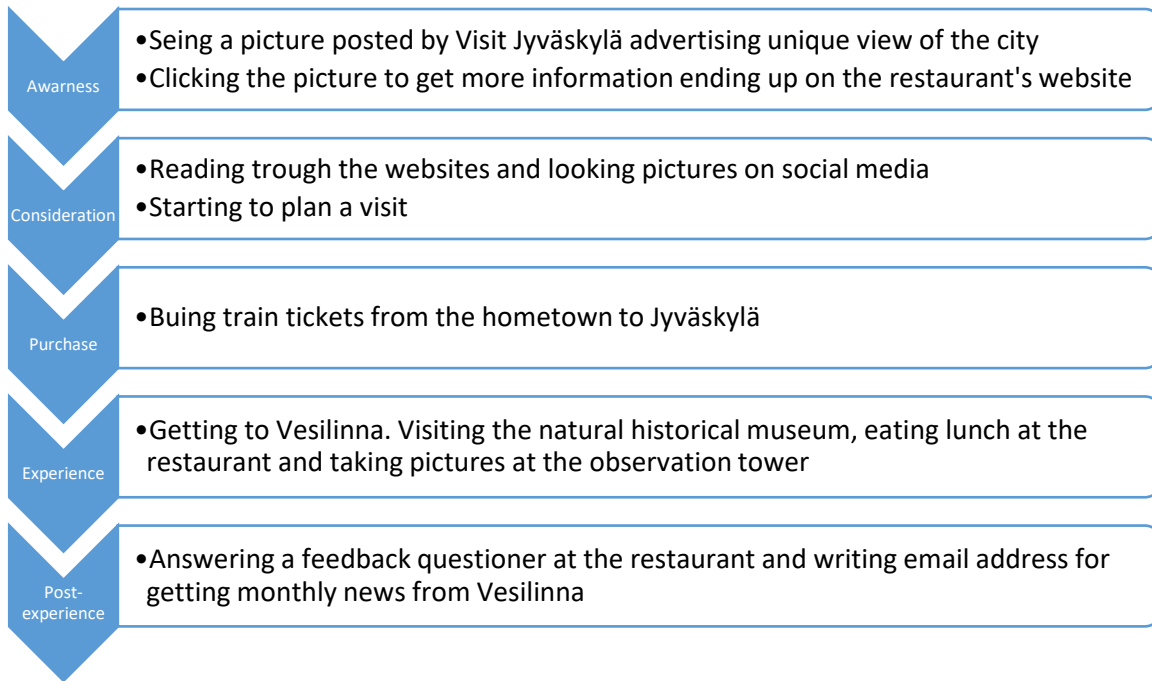 Awarness
•Seing a picture posted by Visit Jyväskylä advertising unique view of the city
•Clicking the picture to get more information ending up on the restaurant's website
Consideration
•Reading trough the websites and looking pictures on social media
•Starting to plan a visit
Purchase
•Buing train tickets from the hometown to Jyväskylä
Experience
•Getting to Vesilinna. Visiting the natural historical museum, eating lunch at the
restaurant and taking pictures at the observation tower
Post-
experience
•Answering a feedback questioner at the restaurant and writing email address for
getting monthly news from Vesilinna